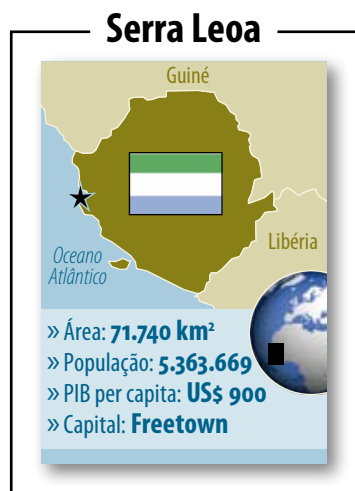 Serra Leoa
Guiné
Libéria
Oceano
Atlântico
» Área: 71.740 km²
» População: 5.363.669
» PIB per capita: US$ 900
» Capital: Freetown